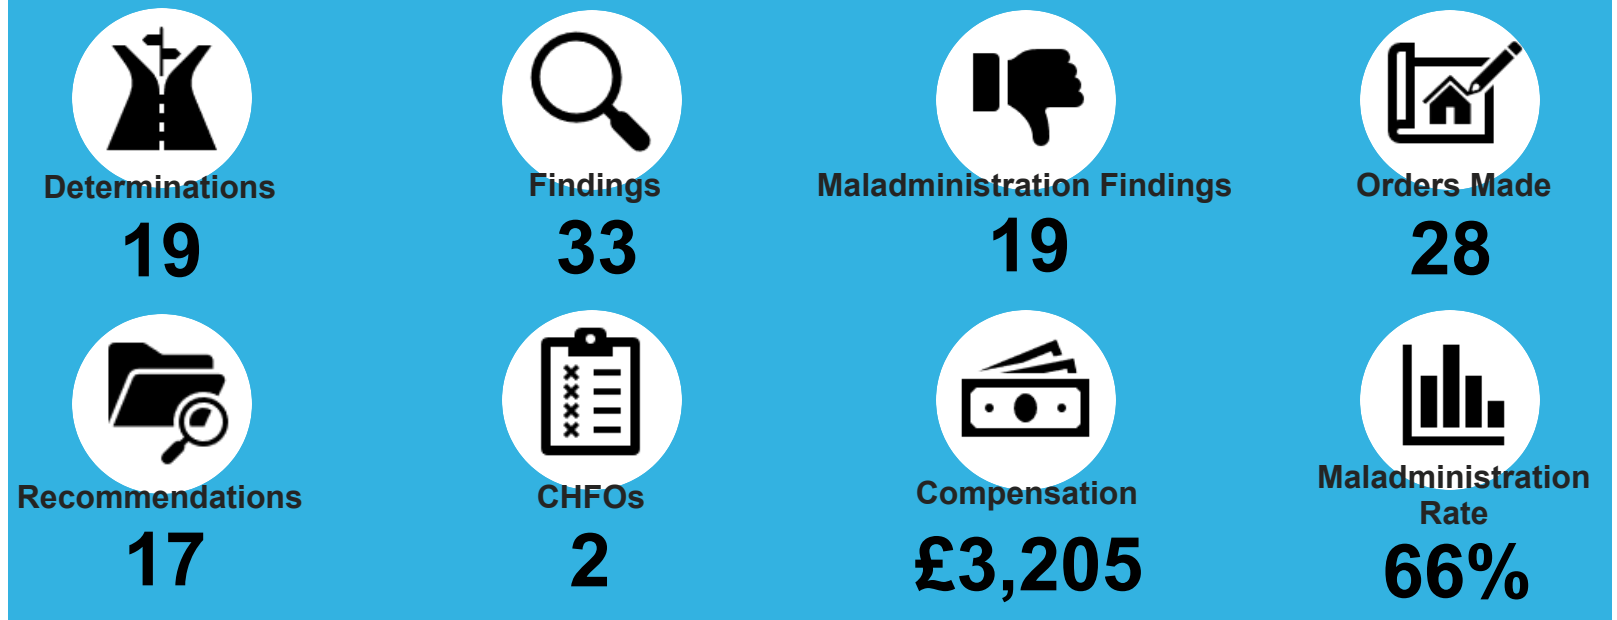 Determinations
19
Findings
33
Maladministration Findings
19
Orders Made
28
Recommendations
17
CHFOs
2
Compensation
£3,205
Maladministration
Rate
66%